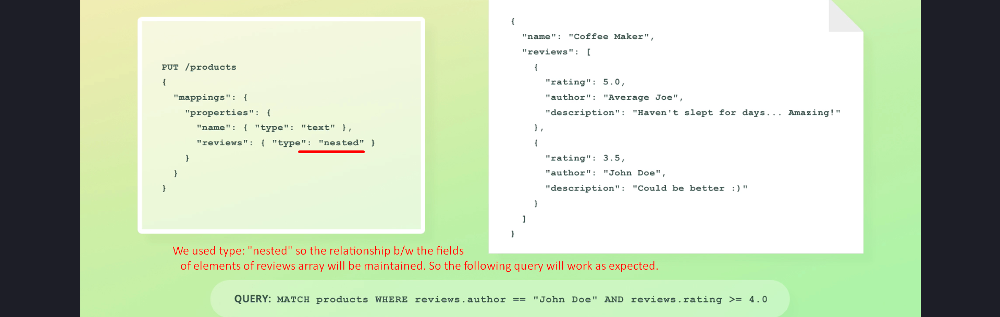 PUT /products
{
"mappings": {
"properties": {
"name": { "type": "text" },
"reviews": { "type": "nested" }
}
}
}
{
"name": "Coffee Maker",
"reviews": [
{
"rating": 5.0,
"author": "Average Joe",
"description": "Haven't slept for days... Amazing!"
},
{
"rating": 3.5,
"author": "John Doe",
"description": "Could be better :)"
}
]
}
We used type: "nested" so the relationship b/w the fields
of elements of reviews array will be maintained. So the following query will work as expected.
QUERY: MATCH products WHERE reviews.author == "John Doe" AND reviews.rating >= 4.0